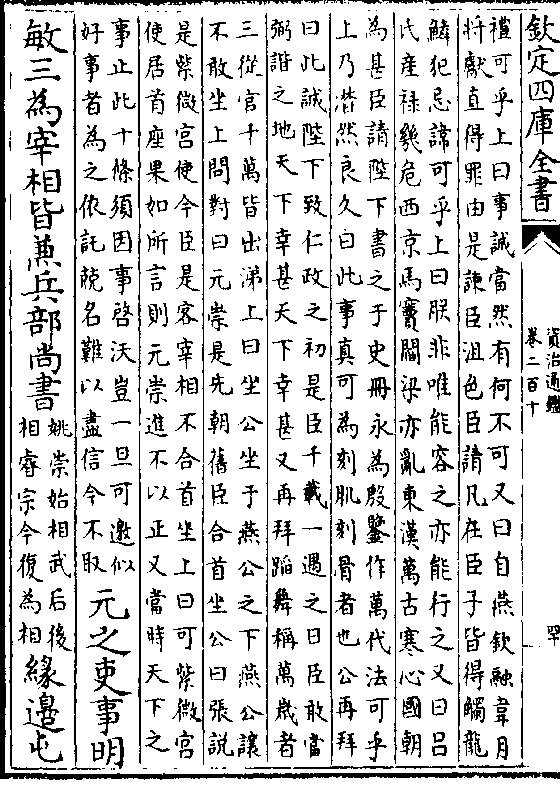 欽定四庫全書
資治通鑑
卷二百十
禮可乎上曰事誠當然有何不可又曰自燕欽融韋月
將獻直得罪由是諫臣沮色臣請凡在臣子皆得觸龍
鱗犯忌諱可乎上曰朕非唯能容之亦能行之又曰吕
氏產禄幾危西京馬竇閻梁亦亂東漢萬古寒心國朝
為甚臣請陛下書之于史冊永為殷鑒作萬代法可乎
上乃潸然良久曰此事真可為刻肌刻骨者也公再拜
曰此誠陛下致仁政之初是臣千載一遇之日臣敢當
弼諧之地天下幸甚天下幸甚又再拜蹈舞稱萬歲者
三從官千萬皆出涕上曰坐公坐于燕公之下燕公讓
不敢坐上問對曰元崇是先朝舊臣合首坐公曰張説
是紫微宫使今臣是客宰相不合首坐上曰可紫微宫
使居首座果如所言則元崇進不以正又當時天下之
事止此十條須因事啓沃豈一旦可邀似
好事者為之依託兢名難以盡信今不取
元之吏事明
敏三為宰相皆兼兵部尚書
姚崇始相武后後
相睿宗今復為相
緣邊屯